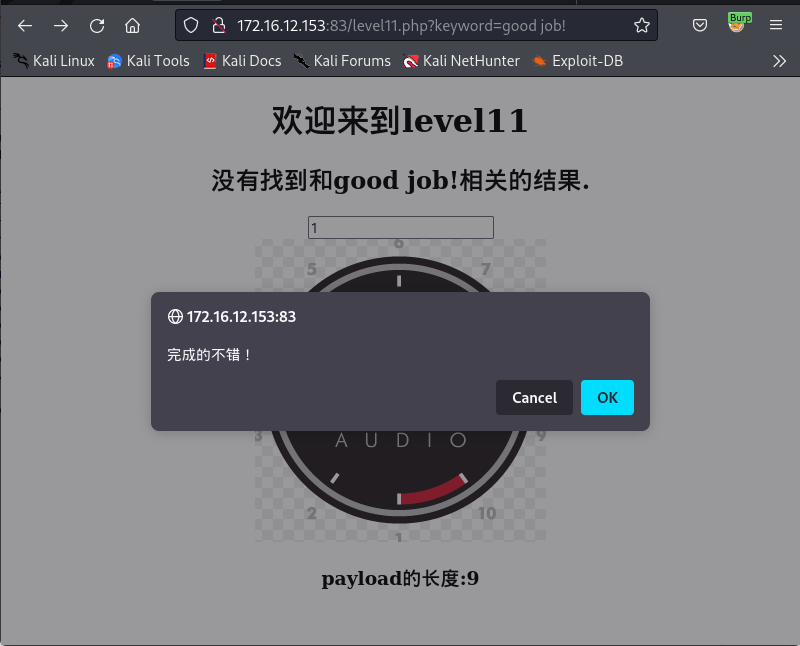 Burp
172.16.12.153:83/level11.php?keyword=good job!
Kali Linux Kali Tools Kali Docs Kali Forums Kali NetHunter Exploit-DB
欢迎来到level11
没有找到和good job!相关的结果.
1
6
5 7
172.16.12.153:83
完成的不错！
Cancel OK
3 9
AUDIO
2 10
1
payload的长度:9